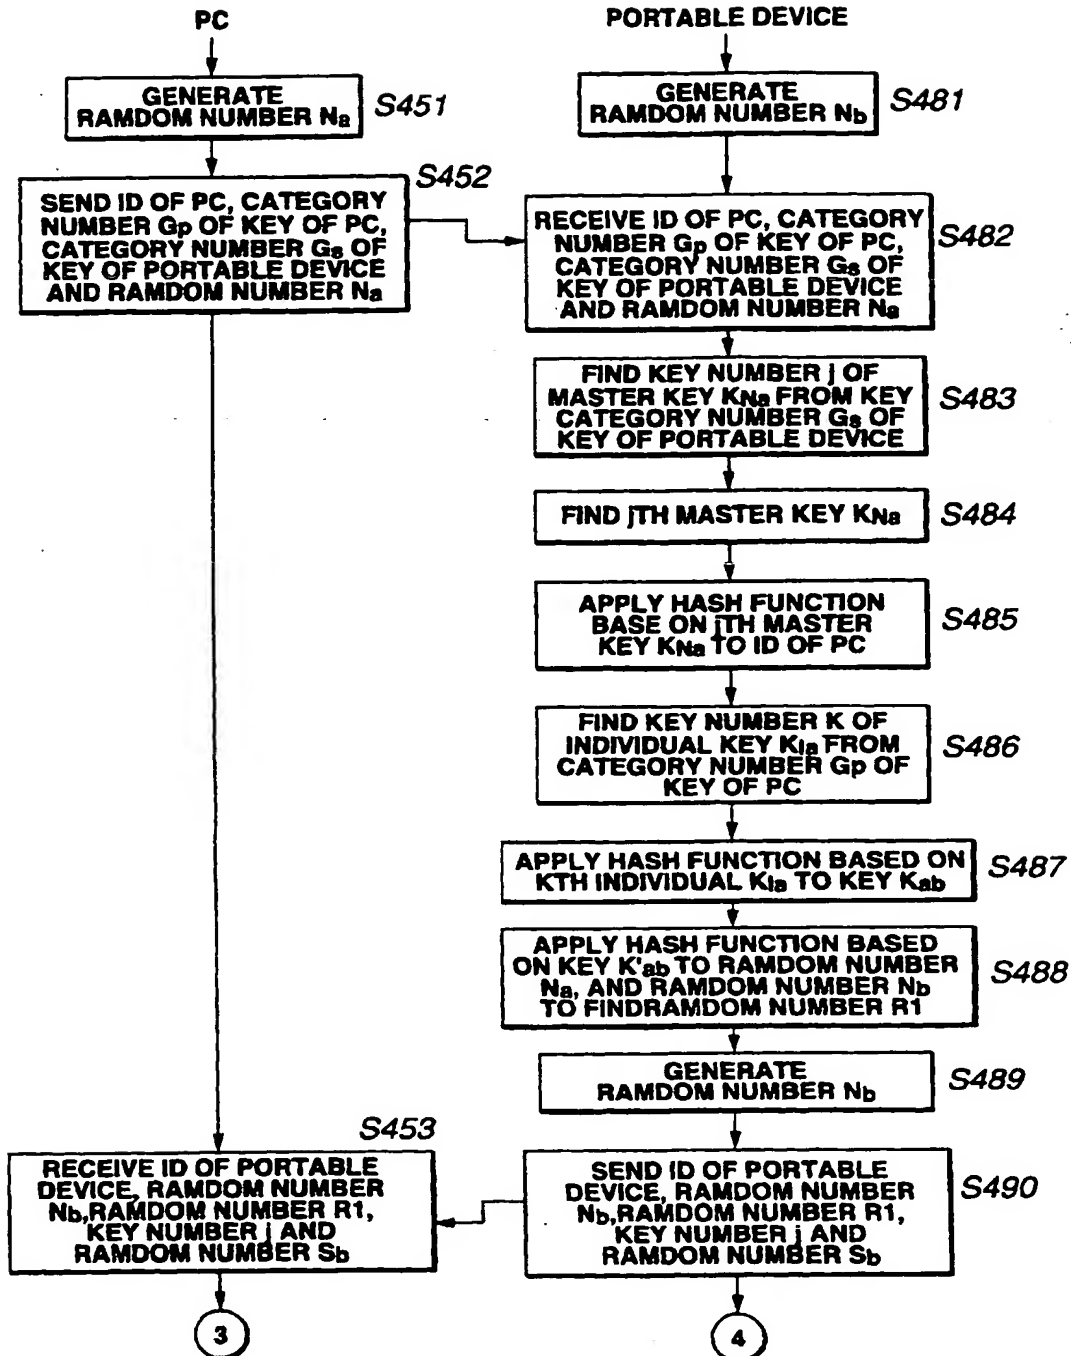 PC
PORTABLE DEVICE
GENERATE
RAMDOM NUMBER Na
S451
GENERATE
RAMDOM NUMBER Nb
S481
SEND ID OF PC, CATEGORY
NUMBER Gp OF KEY OF PC,
CATEGORY NUMBER Gs OF
KEY OF PORTABLE DEVICE
AND RAMDOM NUMBER Na
S452
RECEIVE ID OF PC, CATEGORY
NUMBER Gp OF KEY OF PC,
CATEGORY NUMBER Gs OF
KEY OF PORTABLE DEVICE
AND RAMDOM NUMBER Na
S482
FIND KEY NUMBER j OF
MASTER KEY KNa FROM KEY
CATEGORY NUMBER Gs OF
KEY OF PORTABLE DEVICE
S483
FIND jTH MASTER KEY KNa
S484
APPLY HASH FUNCTION
BASE ON jTH MASTER
KEY KNa TO ID OF PC
S485
FIND KEY NUMBER K OF
INDIVIDUAL KEY KIa FROM
CATEGORY NUMBER Gp OF
KEY OF PC
S486
APPLY HASH FUNCTION BASED ON
KTH INDIVIDUAL KIa TO KEY Kab
S487
APPLY HASH FUNCTION BASED
ON KEY K'ab TO RAMDOM NUMBER
Na, AND RAMDOM NUMBER Nb
TO FINDRAMDOM NUMBER R1
S488
GENERATE
RAMDOM NUMBER Nb
S489
S453
RECEIVE ID OF PORTABLE
DEVICE, RAMDOM NUMBER
Nb,RAMDOM NUMBER R1,
KEY NUMBER j AND
RAMDOM NUMBER Sb
SEND ID OF PORTABLE
DEVICE, RAMDOM NUMBER
Nb,RAMDOM NUMBER R1,
KEY NUMBER j AND
RAMDOM NUMBER Sb
S490
3
4